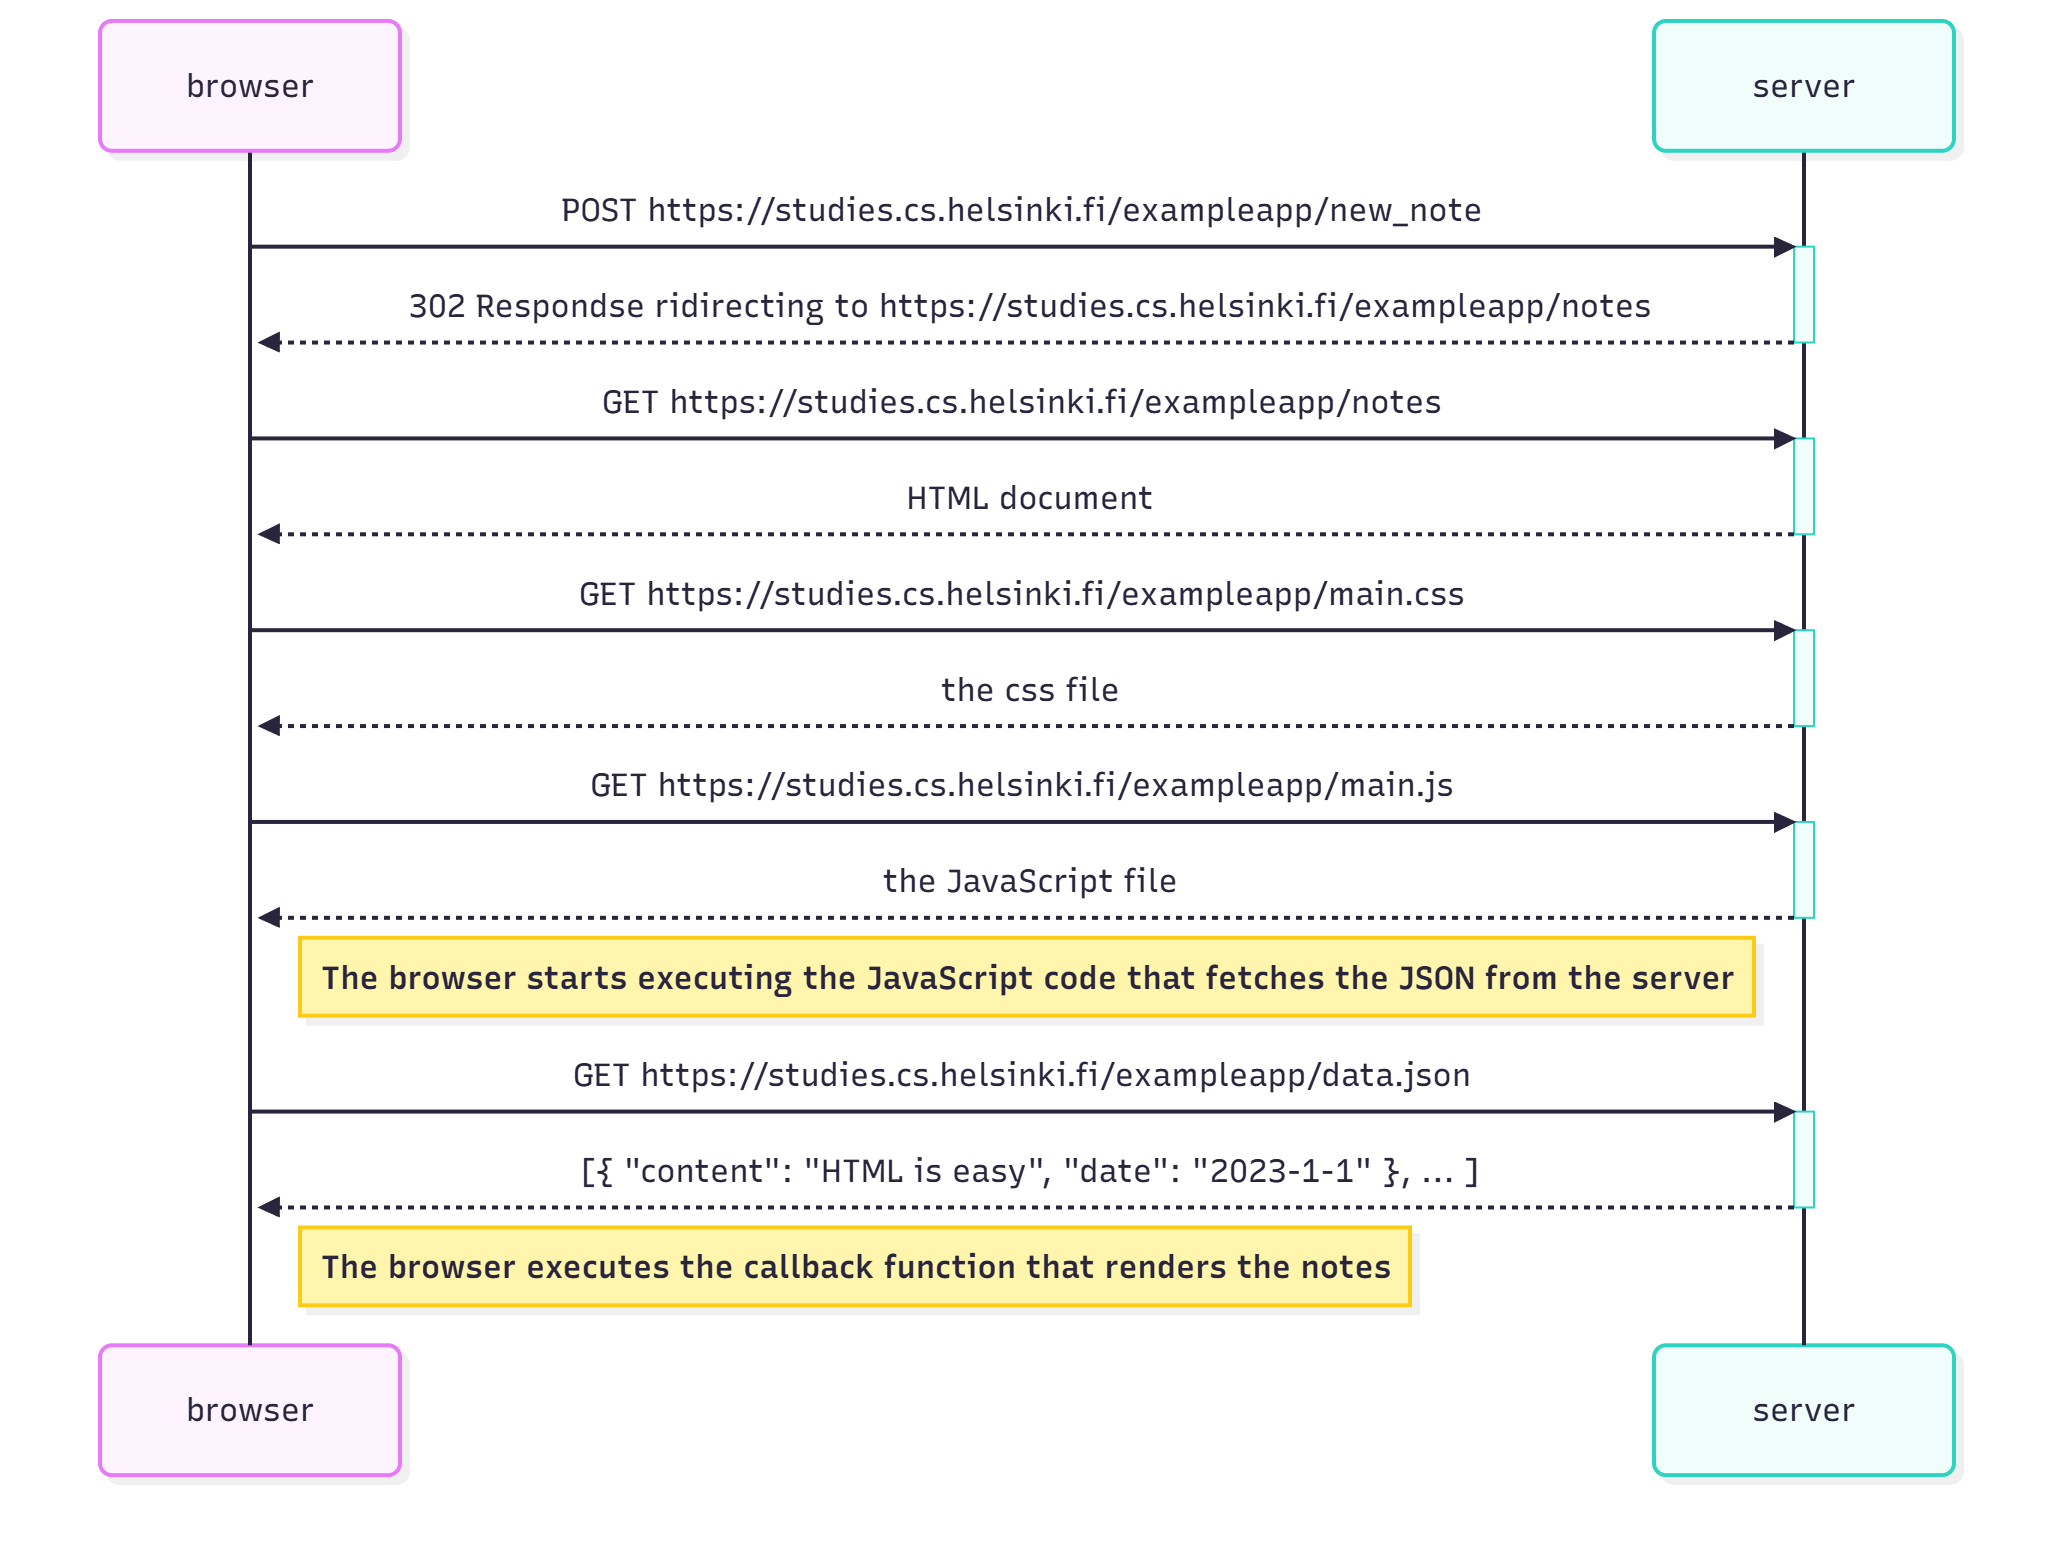 browser
server
POST https://studies.cs.helsinki.fi/exampleapp/new_note
302 Respondse ridirecting to https://studies.cs.helsinki.fi/exampleapp/notes
GET https://studies.cs.helsinki.fi/exampleapp/notes
HTML document
GET https://studies.cs.helsinki.fi/exampleapp/main.css
the css file
GET https://studies.cs.helsinki.fi/exampleapp/main.js
the JavaScript file
The browser starts executing the JavaScript code that fetches the JSON from the server
GET https://studies.cs.helsinki.fi/exampleapp/data.json
[{ "content": "HTML is easy", "date": "2023-1-1" }, ... ]
The browser executes the callback function that renders the notes
browser
server